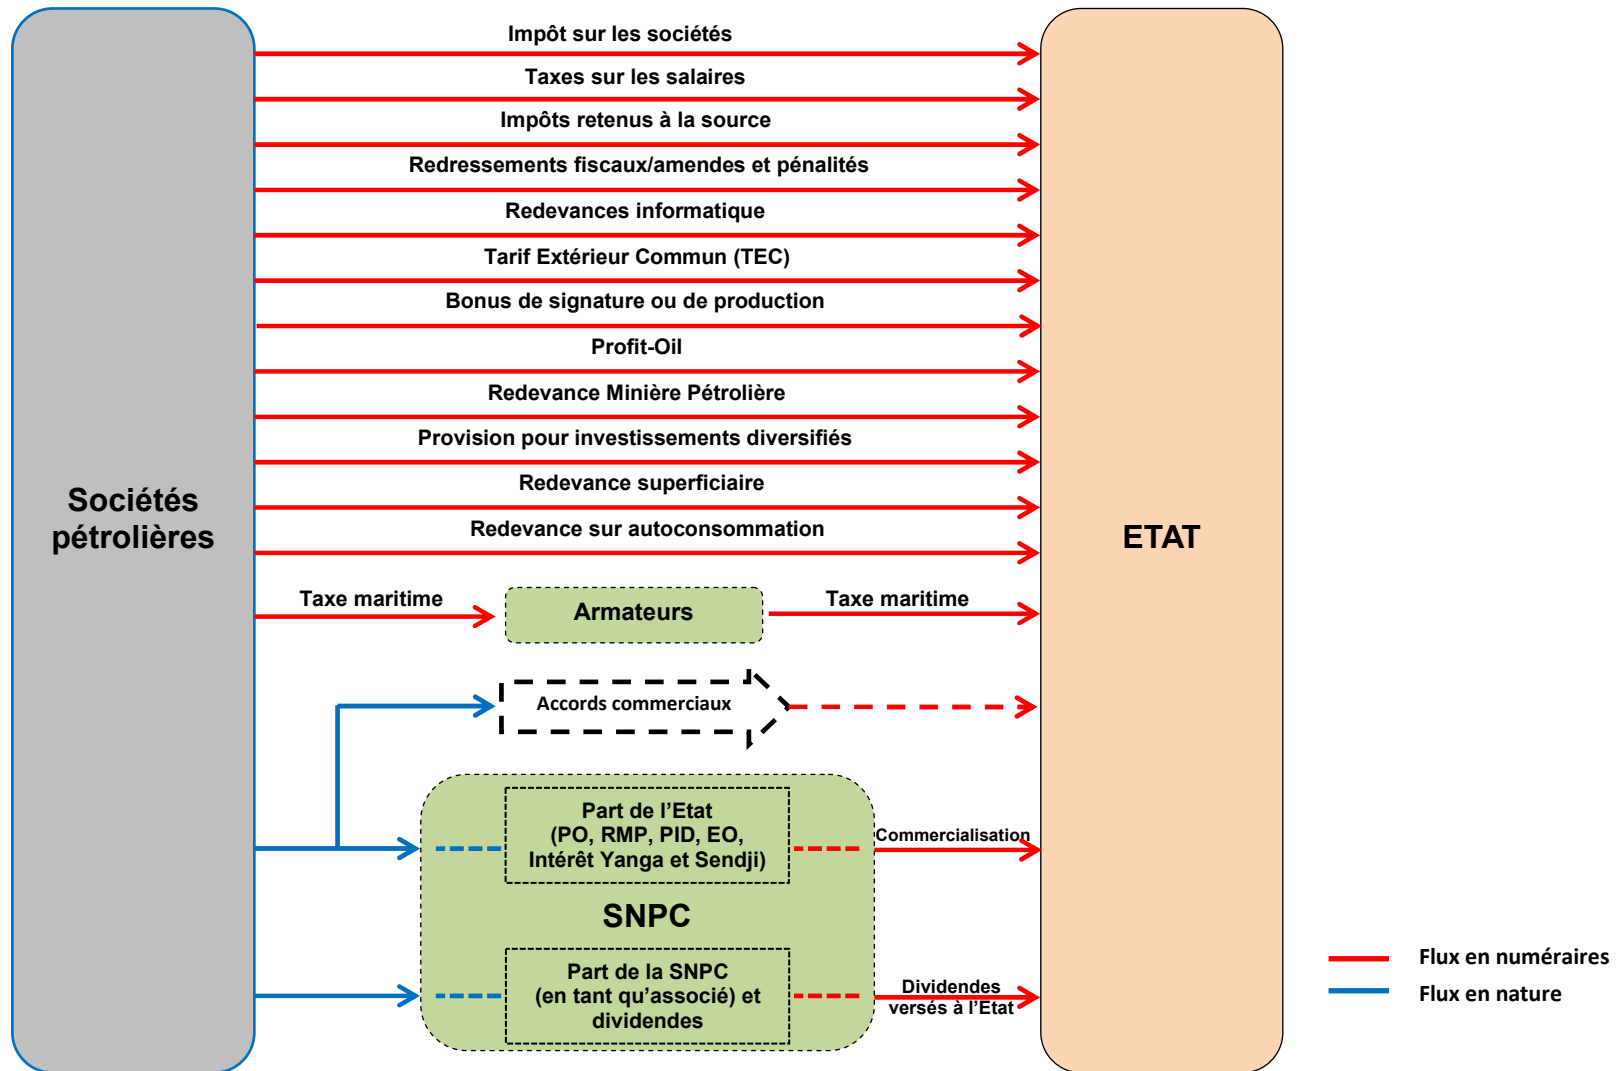 Impôt sur les sociétés
Taxes sur les salaires
Impôts retenus à la source
Redressements fiscaux/amendes et pénalités
Redevances informatique
Tarif Extérieur Commun (TEC)
Bonus de signature ou de production
Profit-Oil
Redevance Minière Pétrolière
Provision pour investissements diversifiés
Redevance superficiaire
Redevance sur autoconsommation
Sociétés
pétrolières
ETAT
Taxe maritime
Armateurs
Taxe maritime
Accords commerciaux
Part de l’Etat
(PO, RMP, PID, EO,
Intérêt Yanga et Sendji)
Commercialisation
SNPC
Part de la SNPC
(en tant qu’associé) et
dividendes
Dividendes
versés à l’Etat
Flux en numéraires
Flux en nature